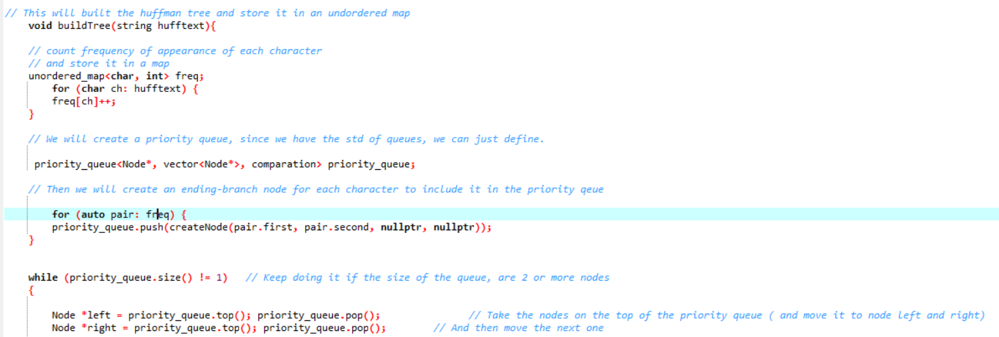 // This will built the huffman tree and store it in an undordered map
void buildTree(string hufftext){
// count frequency of appearance of each character
// and store it in a map
unordered_map<char, int> freq;
for (char ch: hufftext) {
freq[ch]++;
}
// We will create a priority queue, since we have the std of queues, we can just define.
priority_queue<Node*, vector<Node*>, comparation> priority_queue;
// Then we will create an ending-branch node for each character to include it in the priority qeue
for (auto pair: freq) {
priority_queue.push(createNode(pair.first, pair.second, nullptr, nullptr));
}
while (priority_queue.size() != 1) // Keep doing it if the size of the queue, are 2 or more nodes
{
Node *left = priority_queue.top(); priority_queue.pop(); // Take the nodes on the top of the priority queue ( and move it to node left and right)
Node *right = priority_queue.top(); priority_queue.pop(); // And then move the next one